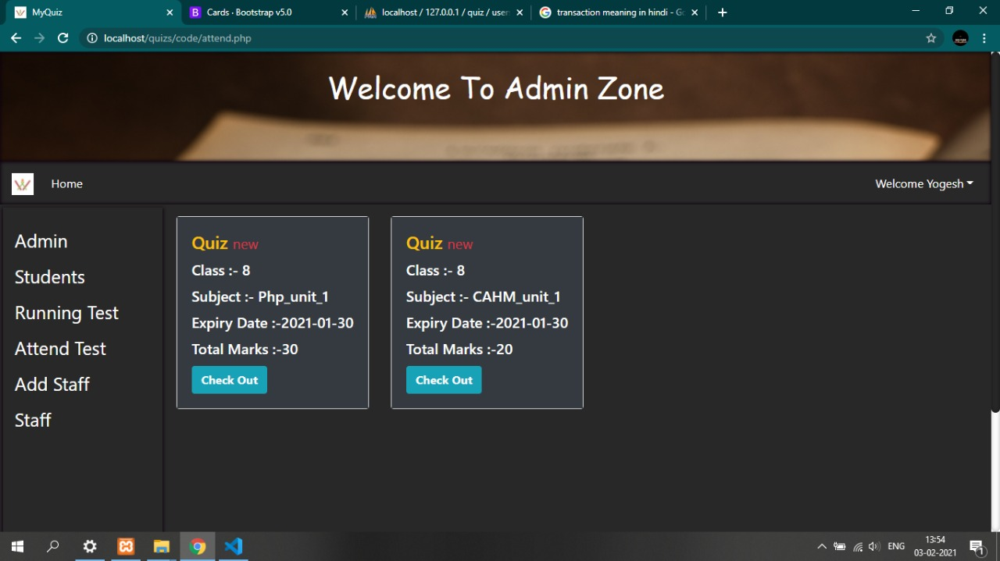 MyQuiz
Cards · Bootstrap v5.0
localhost / 127.0.0.1 / quiz / user
transaction meaning in hindi - Go
localhost/quizs/code/attend.php
Welcome To Admin Zone
Home
Welcome Yogesh
Admin
Students
Running Test
Attend Test
Add Staff
Staff
Quiz new
Class :- 8
Subject :- Php_unit_1
Expiry Date :-2021-01-30
Total Marks :-30
Check Out
Quiz new
Class :- 8
Subject :- CAHM_unit_1
Expiry Date :-2021-01-30
Total Marks :-20
Check Out
ENG
13:54
03-02-2021
1